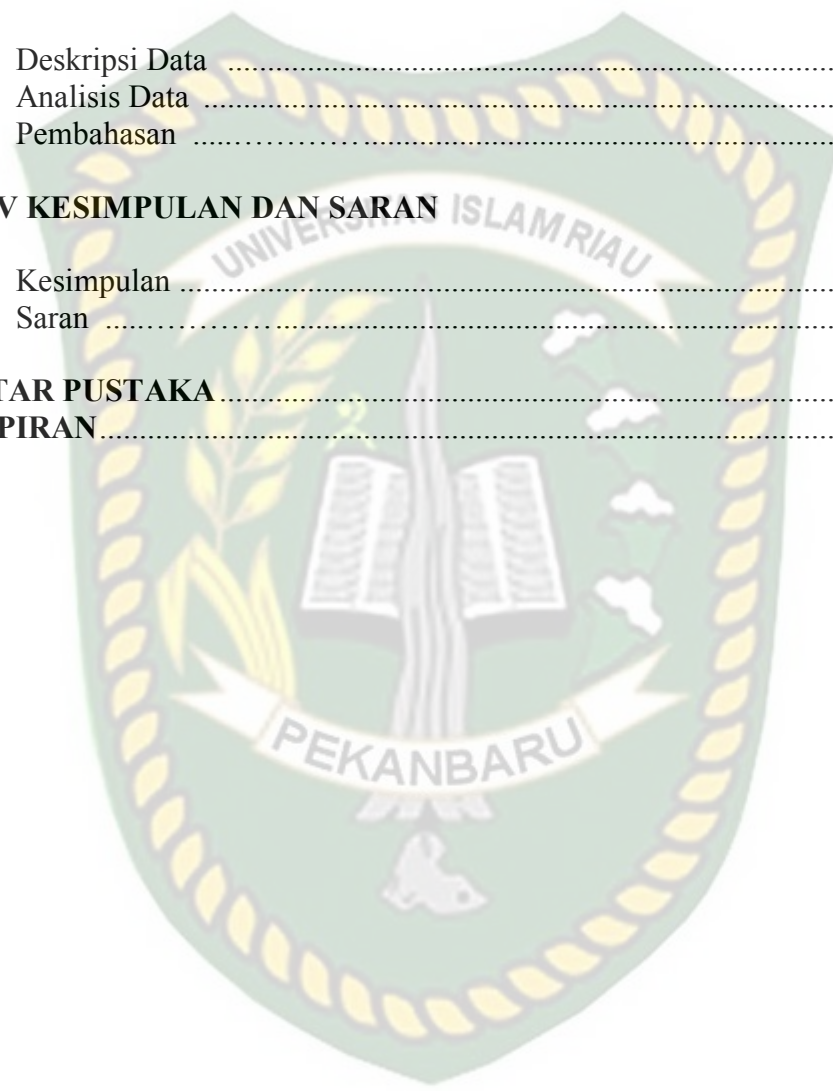 Deskripsi Data ........................................................................................
Analisis Data ...........................................................................................
Pembahasan .....………….....................................................................
V KESIMPULAN DAN SARAN
UNIVERSITAS ISLAM RIAU
Kesimpulan ..............................................................................................
Saran .....…………................................................................................
TAR PUSTAKA .........................................................................................
PIRAN..........................................................................................................
PEKANBARU